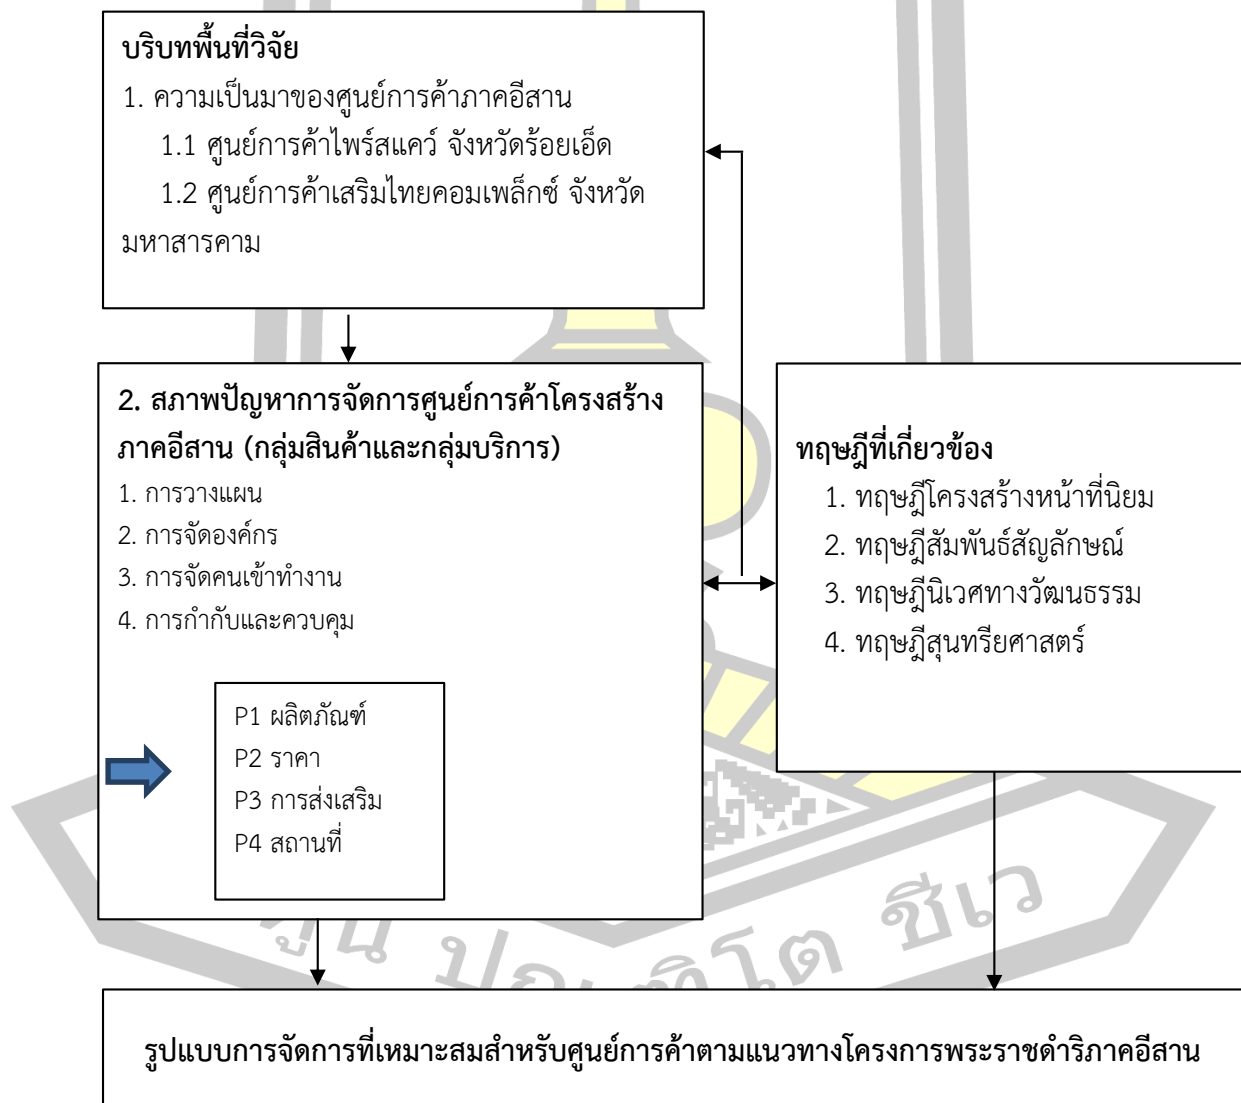 บริบทพื้นที่วิจัย
1. ความเป็นมาของศูนย์การค้าภาคอีสาน
1.1 ศูนย์การค้าไพร์สแคว์ จังหวัดร้อยเอ็ด
1.2 ศูนย์การค้าเสริมไทยคอมเพล็กซ์ จังหวัด
มหาสารคาม
2. สภาพปัญหาการจัดการศูนย์การค้าโครงสร้าง
ภาคอีสาน (กลุ่มสินค้าและกลุ่มบริการ)
1. การวางแผน
2. การจัดองค์กร
3. การจัดคนเข้าทำงาน
4. การกำกับและควบคุม
P1 ผลิตภัณฑ์
P2 ราคา
P3 การส่งเสริม
P4 สถานที่
ทฤษฎีที่เกี่ยวข้อง
1. ทฤษฎีโครงสร้างหน้าที่นิยม
2. ทฤษฎีสัมพันธ์สัญลักษณ์
3. ทฤษฎีนิเวศทางวัฒนธรรม
4. ทฤษฎีสุนทรียศาสตร์
ชีเว
รูปแบบการจัดการที่เหมาะสมสำหรับศูนย์การค้าตามแนวทางโครงการพระราชดำริภาคอีสาน